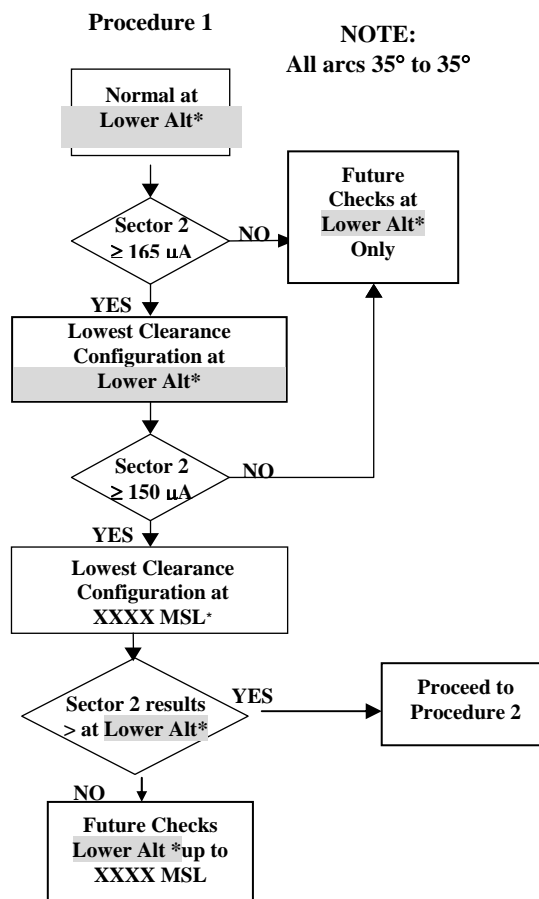 Procedure 1
NOTE:
All arcs 35° to 35°
Normal at
Lower Alt*
Future
Checks at
Lower Alt*
Only
Sector 2
≥ 165 µA
NO
YES
Lowest Clearance
Configuration at
Lower Alt*
Sector 2
≥ 150 µA
NO
YES
Lowest Clearance
Configuration at
XXXX MSL*
Sector 2 results
> at Lower Alt*
YES
Proceed to
Procedure 2
NO
Future Checks
Lower Alt *up to
XXXX MSL